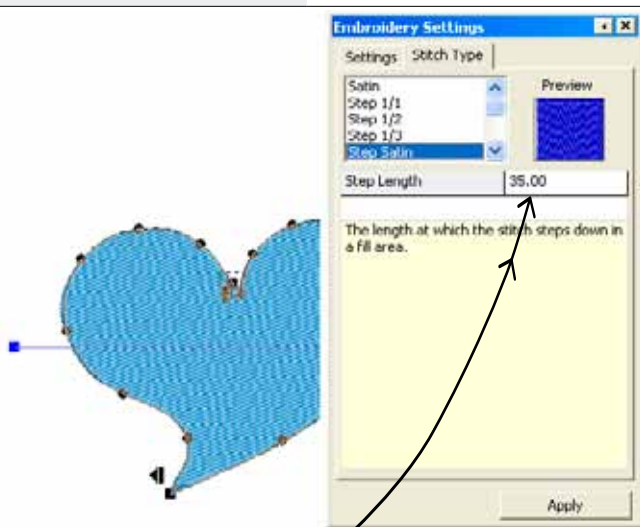 Embroidery Settings
Settings Stitch Type
Satin
Step 1/1
Step 1/2
Step 1/3
Step Satin
Preview
Step Length 35.00
The length at which the stitch steps down in
a fill area.
Apply